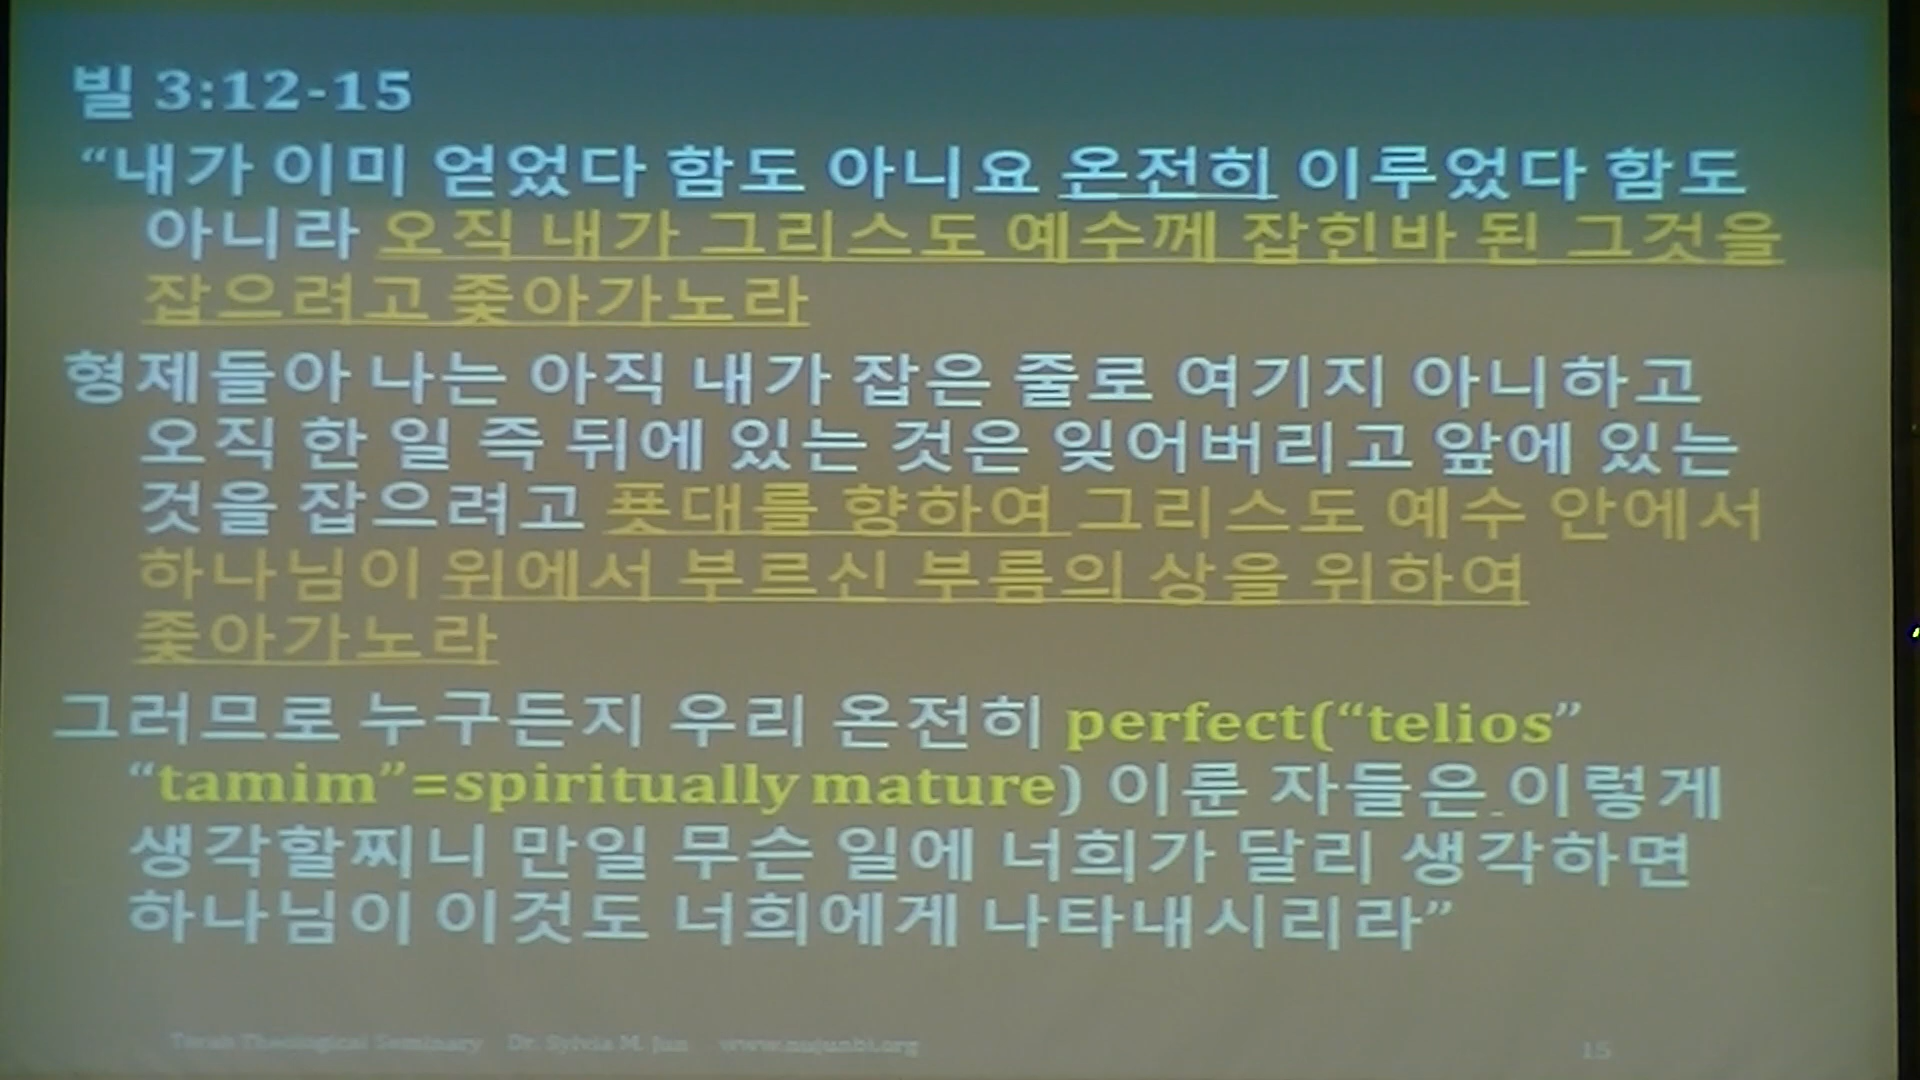 빌 3:12-15
“내가 이미 얻었다 함도 아니요 온전히 이루었다 함도
아니라 오직 내가 그리스도 예수께 잡힌바 된 그것을
잡으려고 좇아가노라
형제들아 나는 아직 내가 잡은 줄로 여기지 아니하고
오직 한 일 즉 뒤에 있는 것은 잊어버리고 앞에 있는
것을 잡으려고 푯대를 향하여 그리스도 예수 안에서
하나님이 위에서 부르신 부름의 상을 위하여
좇아가노라
그러므로 누구든지 우리 온전히 perfect(“telios”
“tamim”=spiritually mature) 이룬 자들은 이렇게
생각할찌니 만일 무슨 일에 너희가 달리 생각하면
하나님이 이것도 너희에게 나타내시리라”
Torah Theological Seminary Dr. Sylvia M. Jun www.nujunbi.org 15